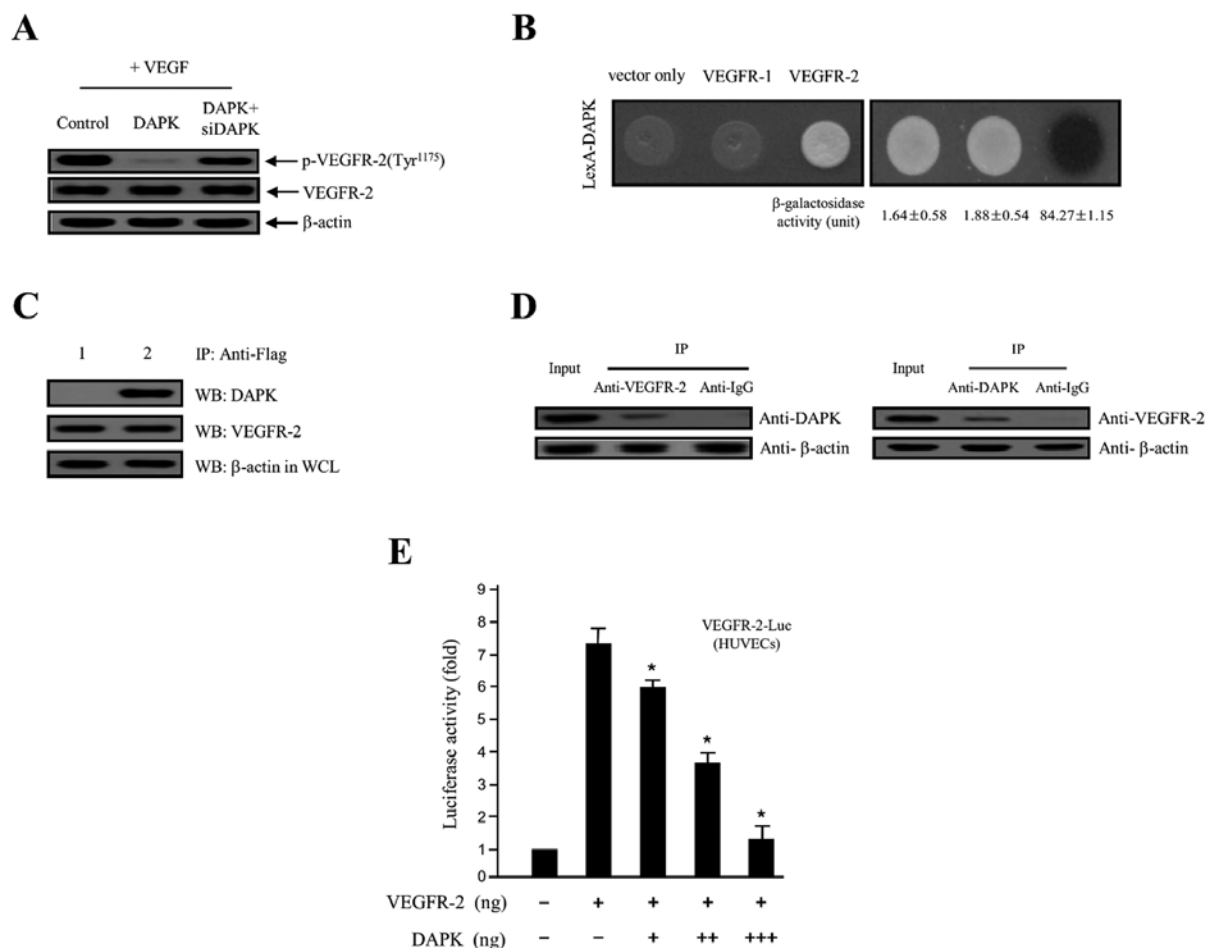 A
+ VEGF
Control DAPK DAPK+
siDAPK
p-VEGFR-2(Tyr¹¹⁷⁵)
VEGFR-2
β-actin
B
vector only VEGFR-1 VEGFR-2
LexA-DAPK
β-galactosidase
activity (unit) 1.64±0.58 1.88±0.54 84.27±1.15
C
1 2 IP: Anti-Flag
WB: DAPK
WB: VEGFR-2
WB: β-actin in WCL
D
IP
Input Anti-VEGFR-2 Anti-IgG
Anti-DAPK
Anti- β-actin
IP
Input Anti-DAPK Anti-IgG
Anti-VEGFR-2
Anti- β-actin
E
9
8
7
6
5
4
3
2
1
0
Luciferase activity (fold)
VEGFR-2-Luc
(HUVECs)
* * *
VEGFR-2 (ng) − + + + +
DAPK (ng) − − + ++ +++